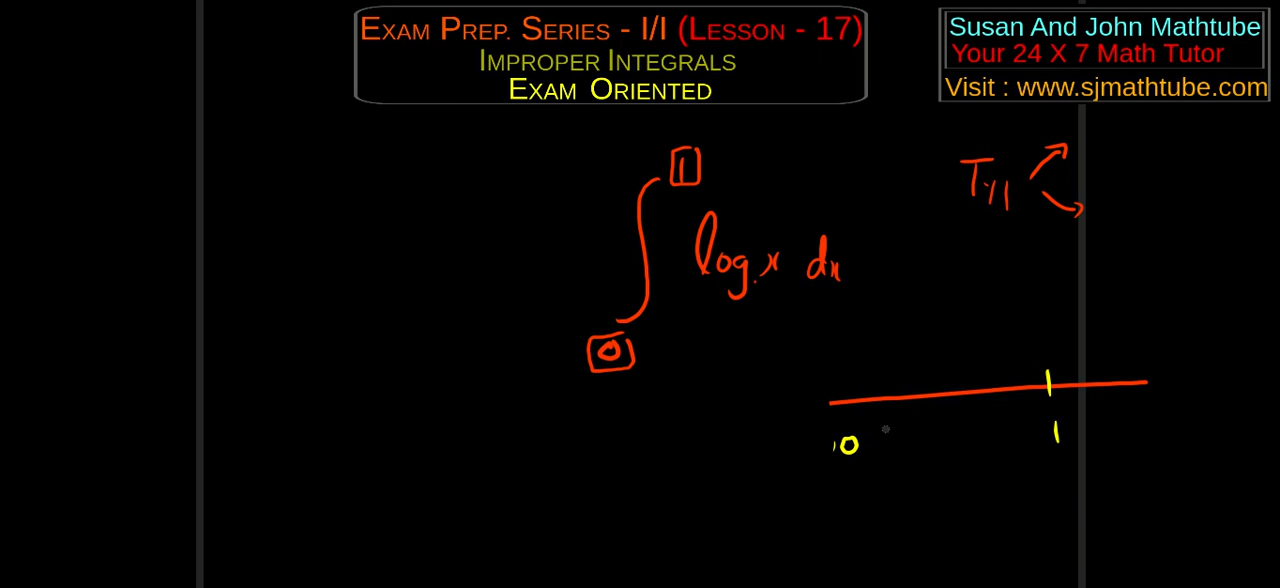 Exam Prep. Series - I/I (Lesson - 17)
Improper Integrals
Exam Oriented
Susan And John Mathtube
Your 24 X 7 Math Tutor
Visit : www.sjmathtube.com
1
∫ log x dx
0
0 1